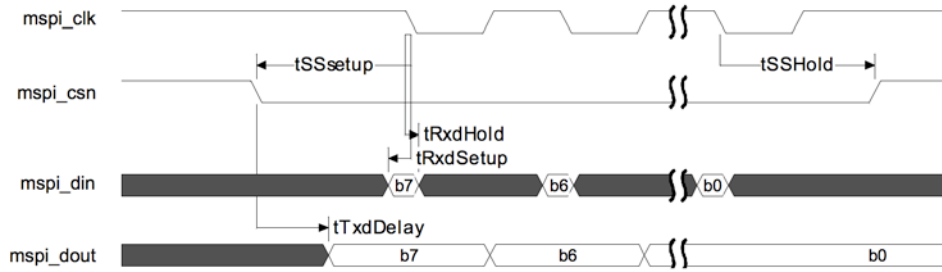 mspi_clk
tSSsetup
tSSHold
mspi_csn
tRxdHold
tRxdSetup
mspi_din b7 b6 b0
tTxdDelay
mspi_dout b7 b6 b0